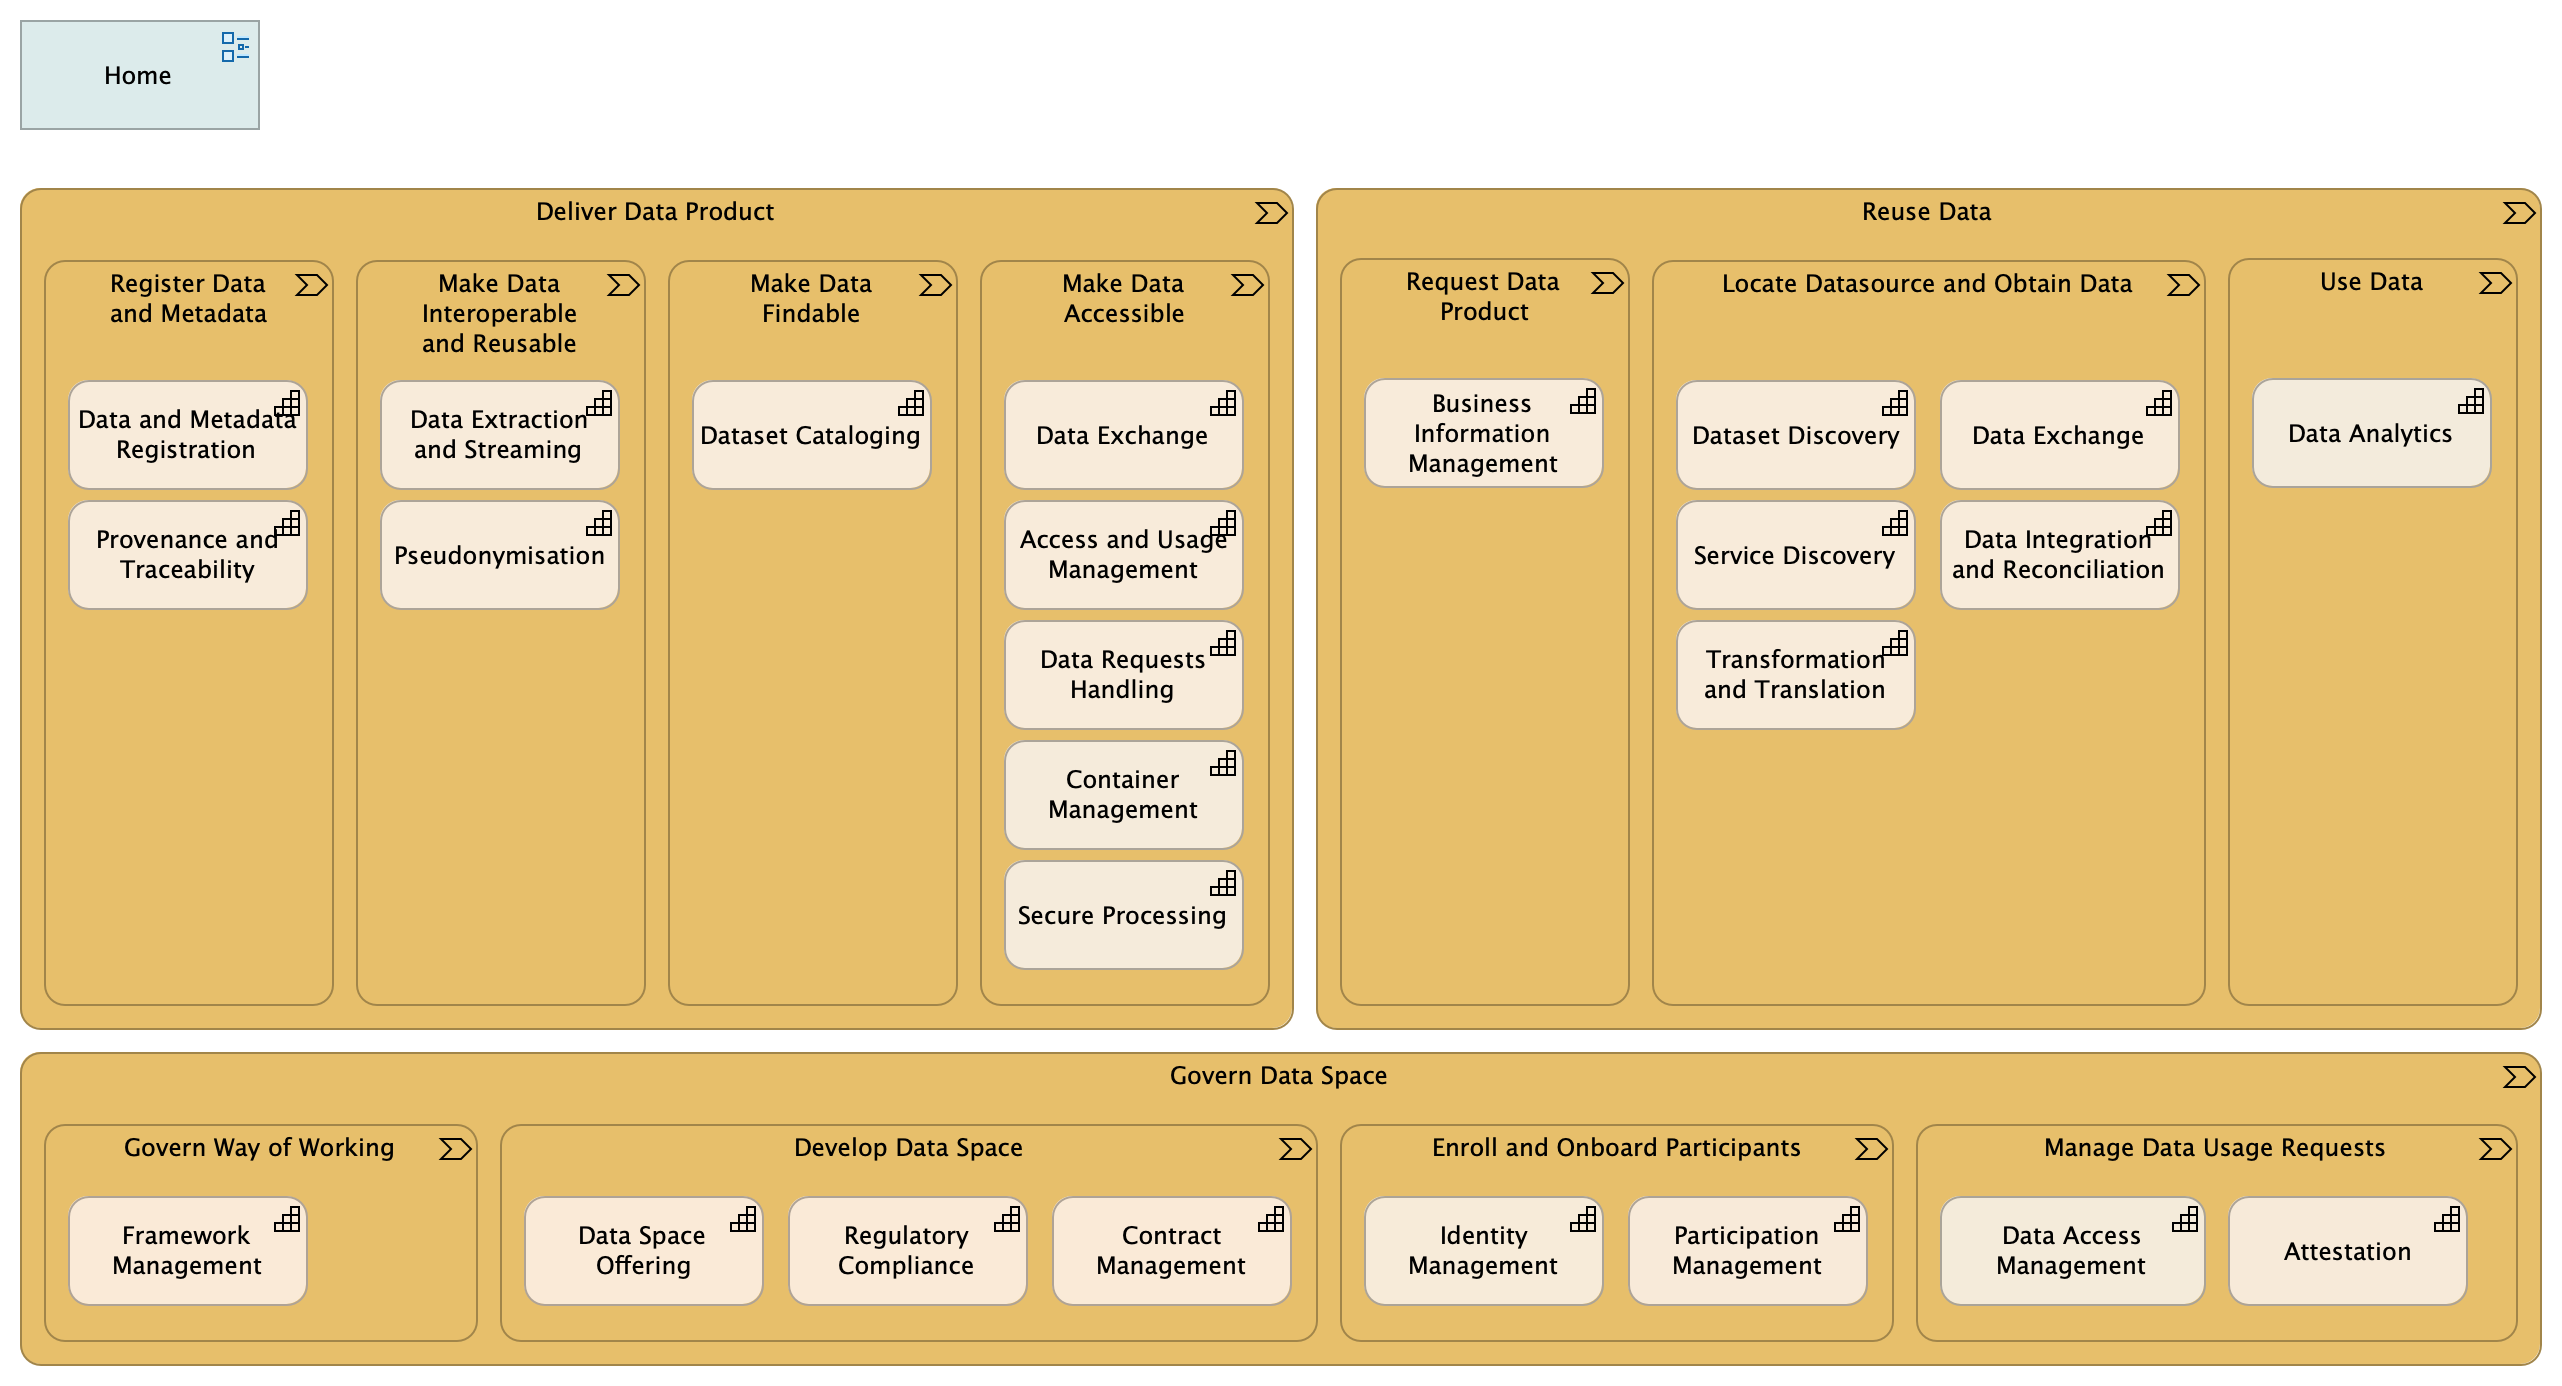 Home
Deliver Data Product
Register Data
and Metadata
Data and Metadata
Registration
Provenance and
Traceability
Make Data
Interoperable
and Reusable
Data Extraction
and Streaming
Pseudonymisation
Make Data
Findable
Dataset Cataloging
Make Data
Accessible
Data Exchange
Access and Usage
Management
Data Requests
Handling
Container
Management
Secure Processing
Reuse Data
Request Data
Product
Business
Information
Management
Locate Datasource and Obtain Data
Dataset Discovery
Data Exchange
Service Discovery
Data Integration
and Reconciliation
Transformation
and Translation
Use Data
Data Analytics
Govern Data Space
Govern Way of Working
Framework
Management
Develop Data Space
Data Space
Offering
Regulatory
Compliance
Contract
Management
Enroll and Onboard Participants
Identity
Management
Participation
Management
Manage Data Usage Requests
Data Access
Management
Attestation